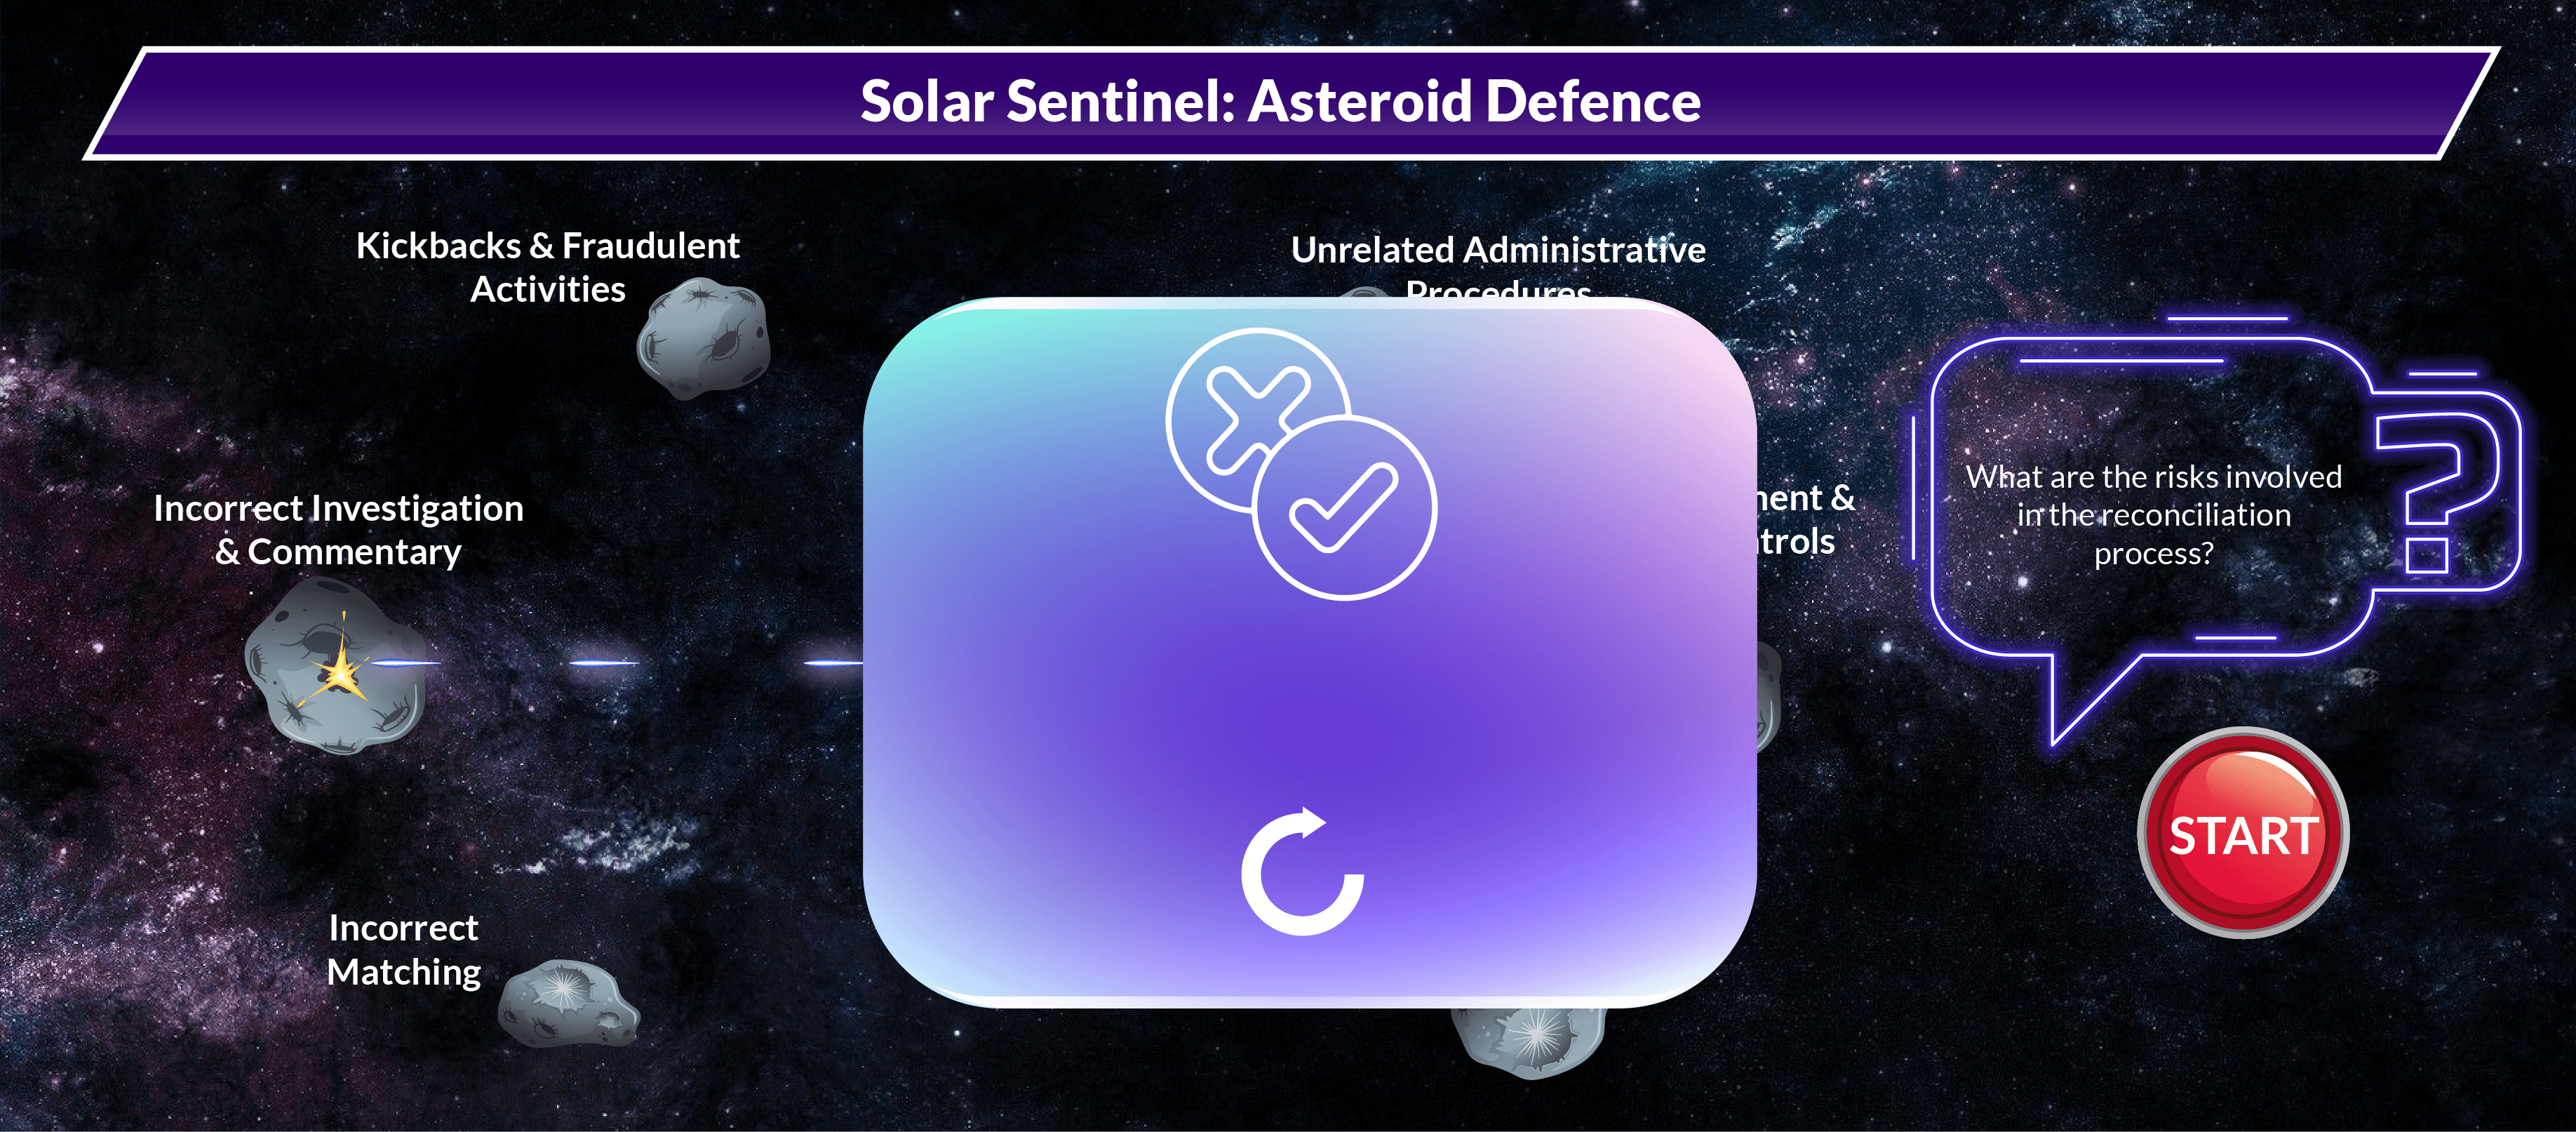 Solar Sentinel: Asteroid Defence
Kickbacks & Fraudulent
Activities
Unrelated Administrative
Procedures
Incorrect Investigation
& Commentary
&
What are the risks involved
in the reconciliation
process?
START
Incorrect
Matching